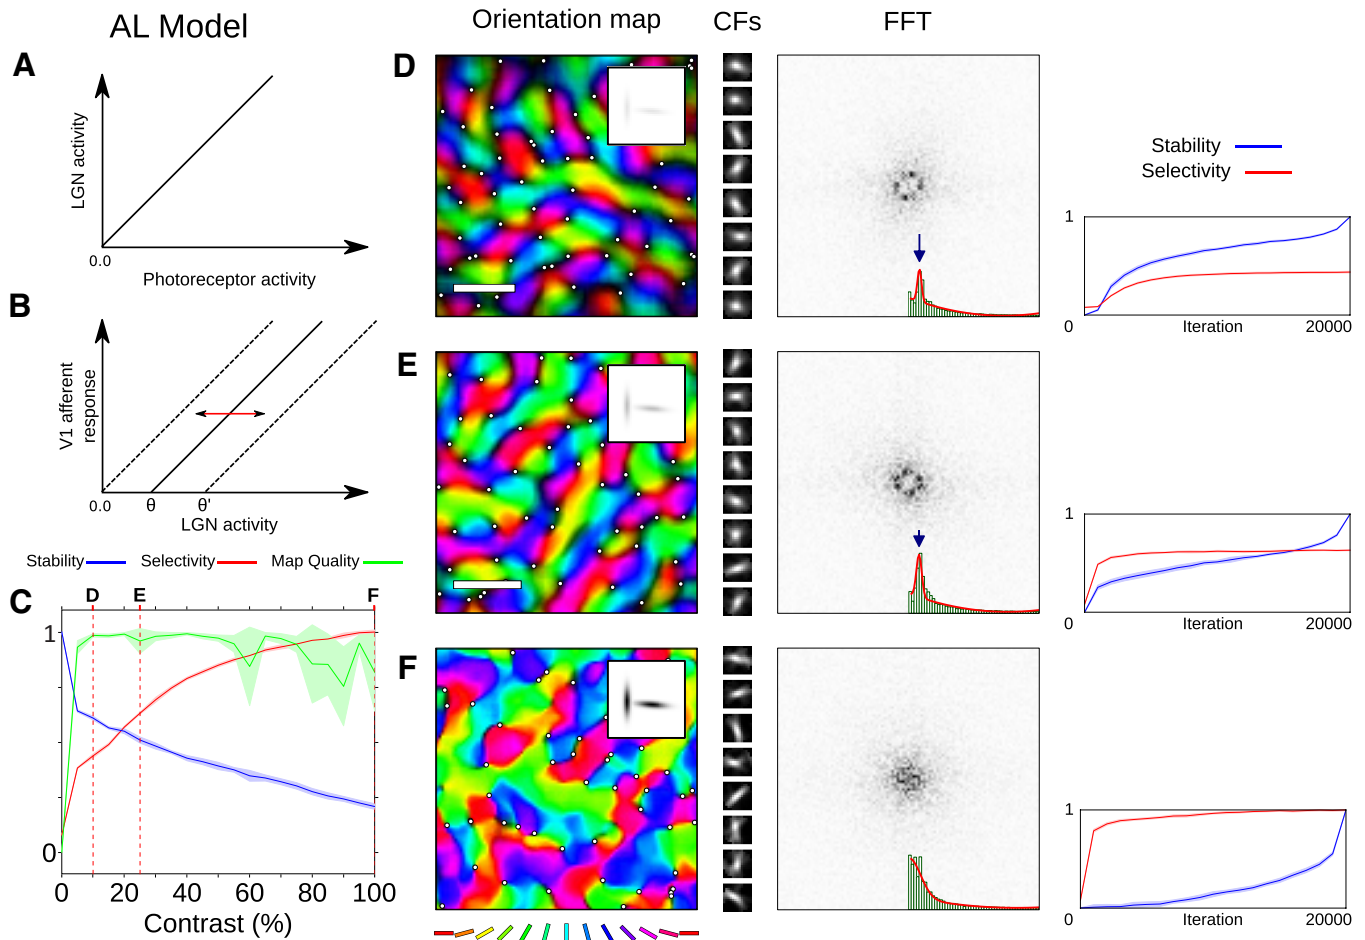 AL Model
Orientation map
CFs
FFT
A
LGN activity
0.0
Photoreceptor activity
B
V1 afferent
response
0.0
θ
θ'
LGN activity
Stability
Selectivity
Map Quality
C
D
E
F
1
0
0
20
40
60
80
100
Contrast (%)
D
Stability
Selectivity
1
0
Iteration
20000
E
1
0
Iteration
20000
F
1
0
Iteration
20000